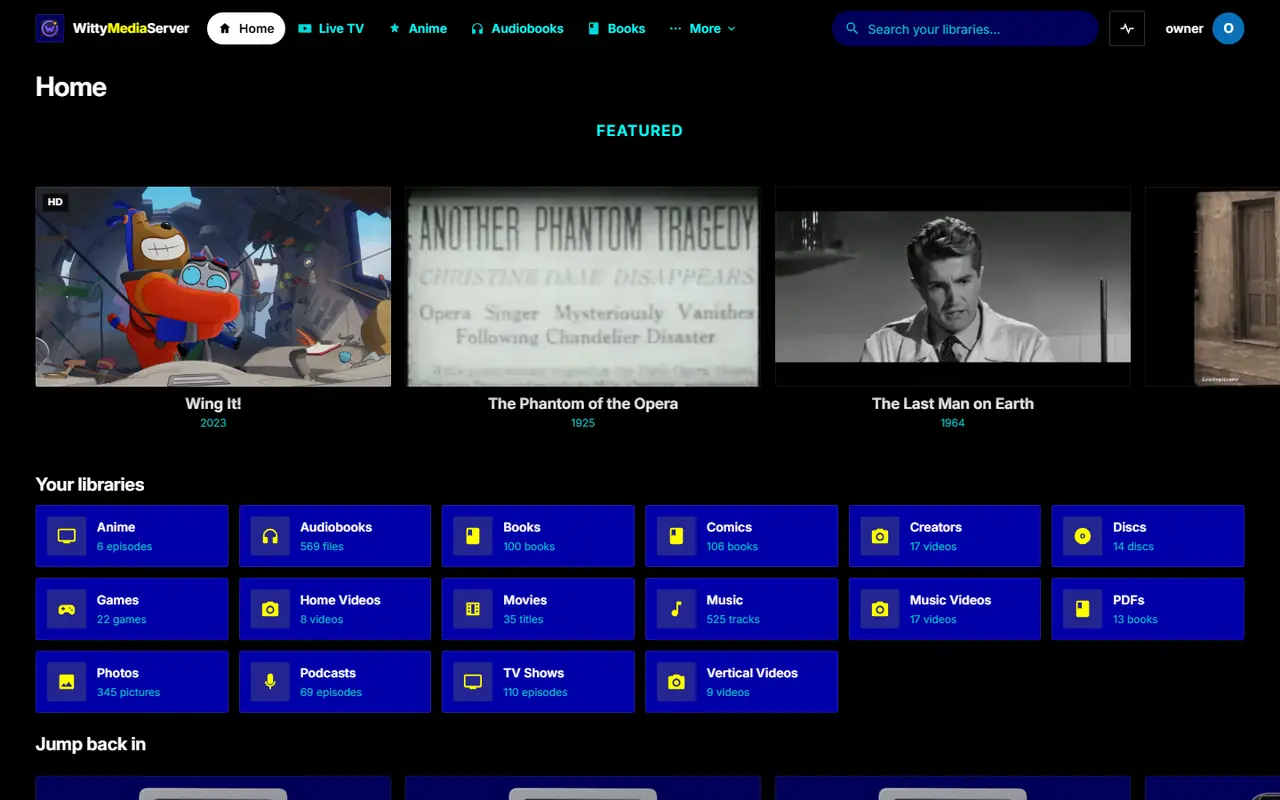 WittyMediaServer
Home
Live TV
Anime
Audiobooks
Books
More
Search your libraries...
owner
O
Home
FEATURED
HD
ANOTHER PHANTOM TRAGEDY
CHRISTINE DAAE DISAPPEARS
Opera Singer Mysteriously Vanishes
Following Chandelier Disaster
Wing It!
2023
The Phantom of the Opera
1925
The Last Man on Earth
1964
Your libraries
Anime
6 episodes
Audiobooks
569 files
Books
100 books
Comics
106 books
Creators
17 videos
Discs
14 discs
Games
22 games
Home Videos
8 videos
Movies
35 titles
Music
525 tracks
Music Videos
17 videos
PDFs
13 books
Photos
345 pictures
Podcasts
69 episodes
TV Shows
110 episodes
Vertical Videos
9 videos
Jump back in